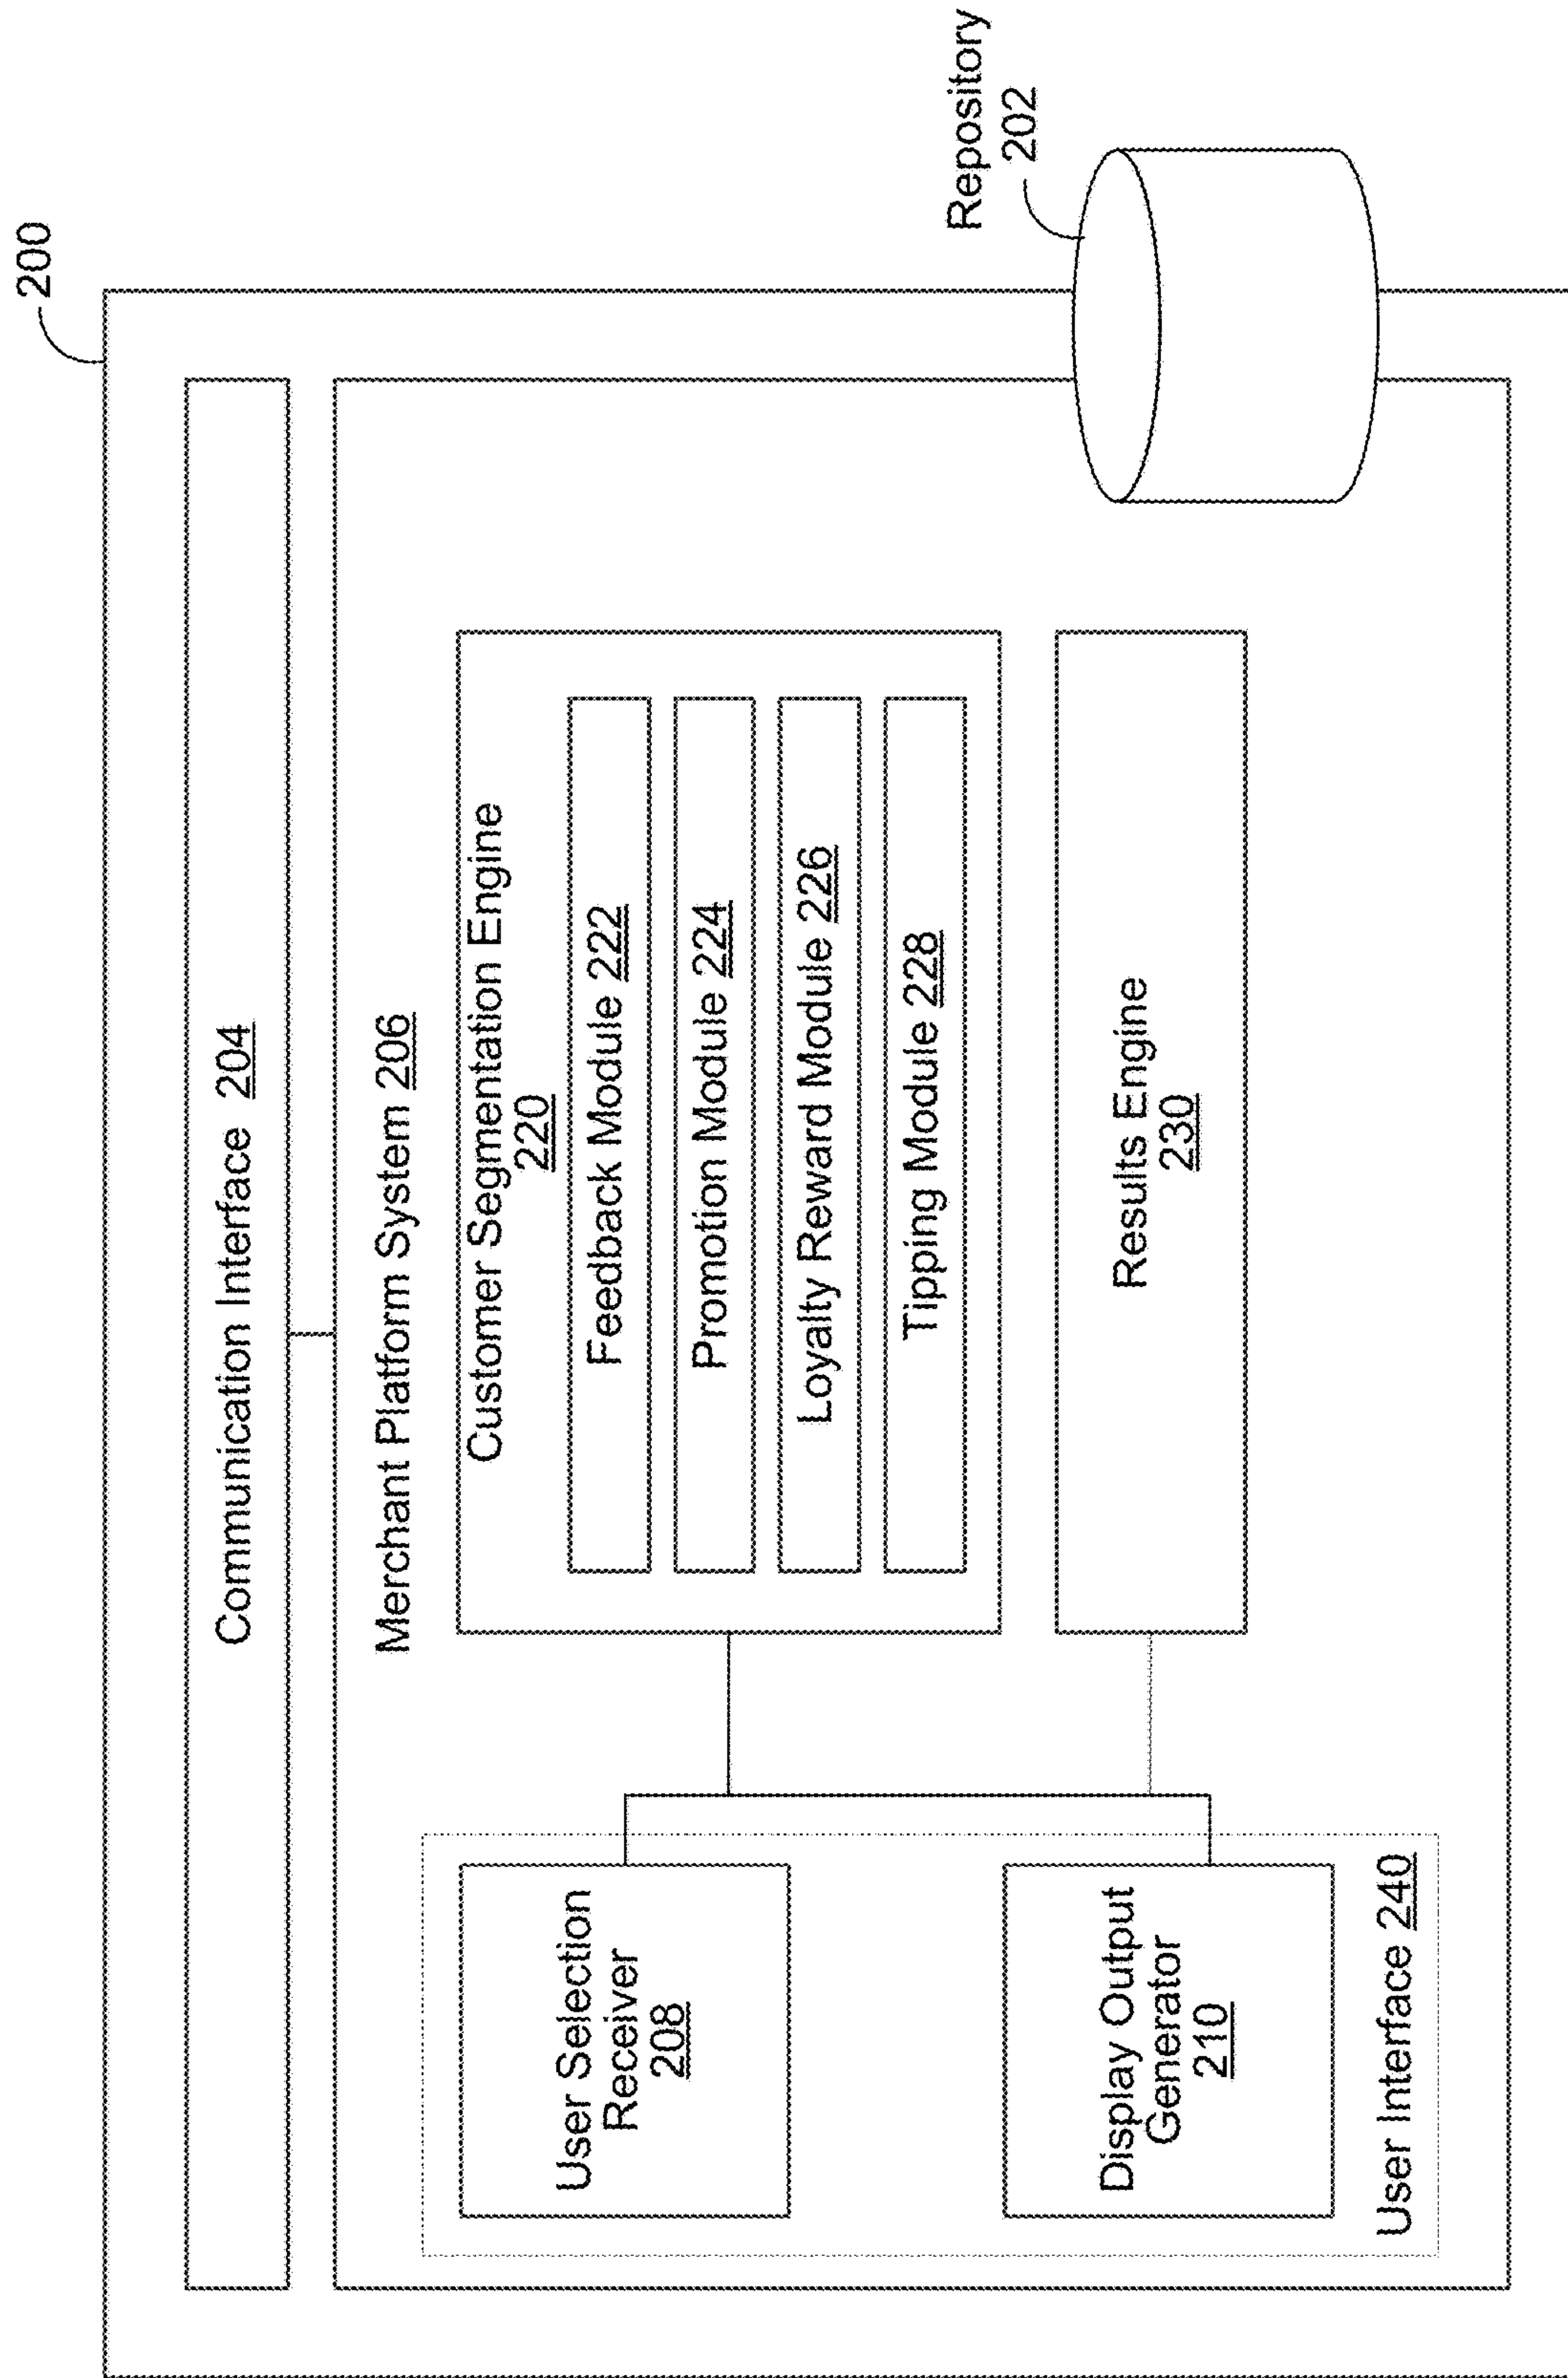 200
Communication Interface 204
Merchant Platform System 206
User Selection
Receiver
208
Display Output
Generator
210
User Interface 240
Customer Segmentation Engine
220
Feedback Module 222
Promotion Module 224
Loyalty Reward Module 226
Tipping Module 228
Results Engine
230
Repository
202